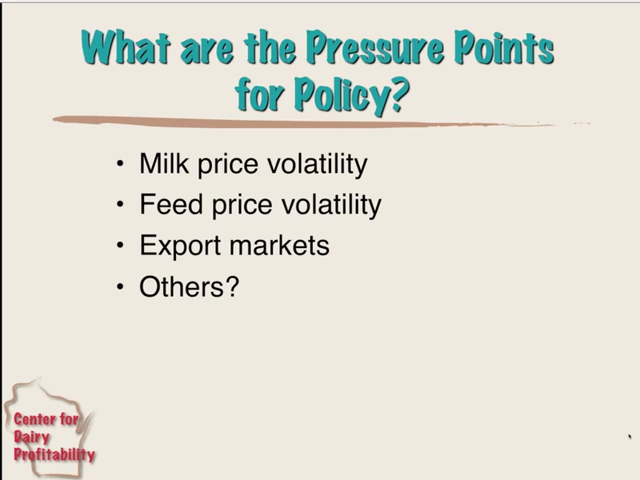 What are the Pressure Points
for Policy?
• Milk price volatility
• Feed price volatility
• Export markets
• Others?
Center for
Dairy
Profitability